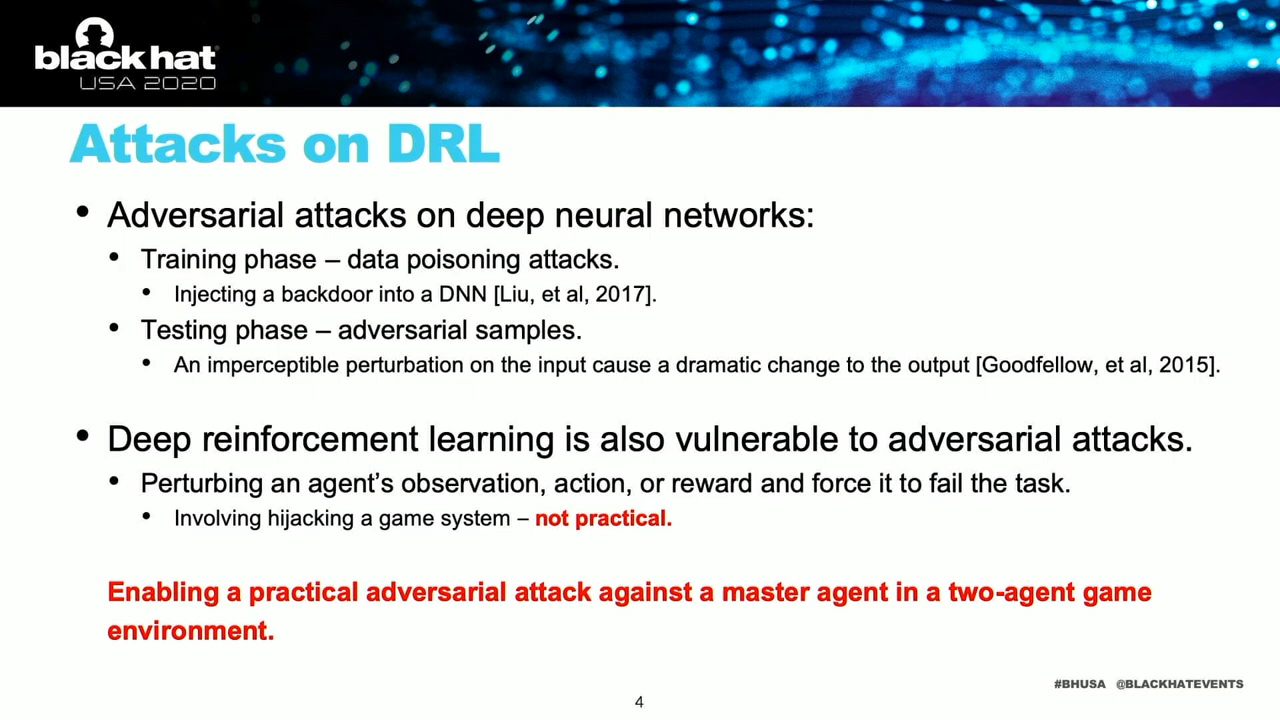 black hat
USA 2020
Attacks on DRL
• Adversarial attacks on deep neural networks:
• Training phase – data poisoning attacks.
• Injecting a backdoor into a DNN [Liu, et al, 2017].
• Testing phase – adversarial samples.
• An imperceptible perturbation on the input cause a dramatic change to the output [Goodfellow, et al, 2015].
• Deep reinforcement learning is also vulnerable to adversarial attacks.
• Perturbing an agent’s observation, action, or reward and force it to fail the task.
• Involving hijacking a game system – not practical.
Enabling a practical adversarial attack against a master agent in a two-agent game
environment.
#BHUSA @BLACKHATEVENTS
4